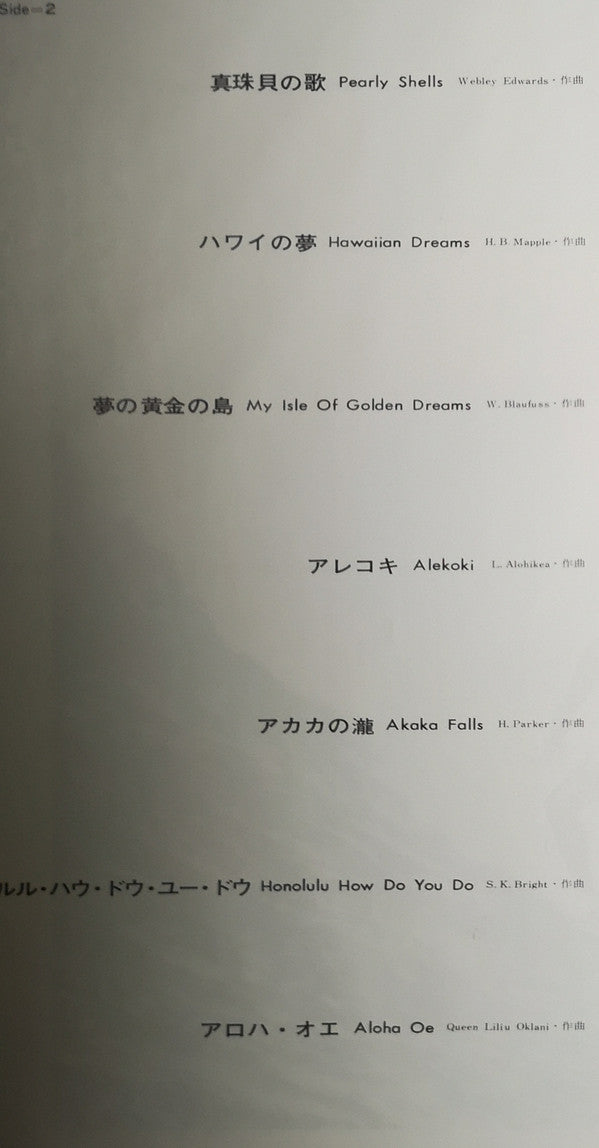 Side=2
真珠貝の歌 Pearly Shells Webley Edwards・作曲
ハワイの夢 Hawaiian Dreams H. B. Mapple・作曲
夢の黄金の島 My Isle Of Golden Dreams W. Blaufuss・作曲
アレコキ Alekoki L. Alohikea・作曲
アカカの瀧 Akaka Falls H. Parker・作曲
ルル・ハウ・ドウ・ユー・ドウ Honolulu How Do You Do S. K. Bright・作曲
アロハ・オエ Aloha Oe Queen Liliu Oklani・作曲